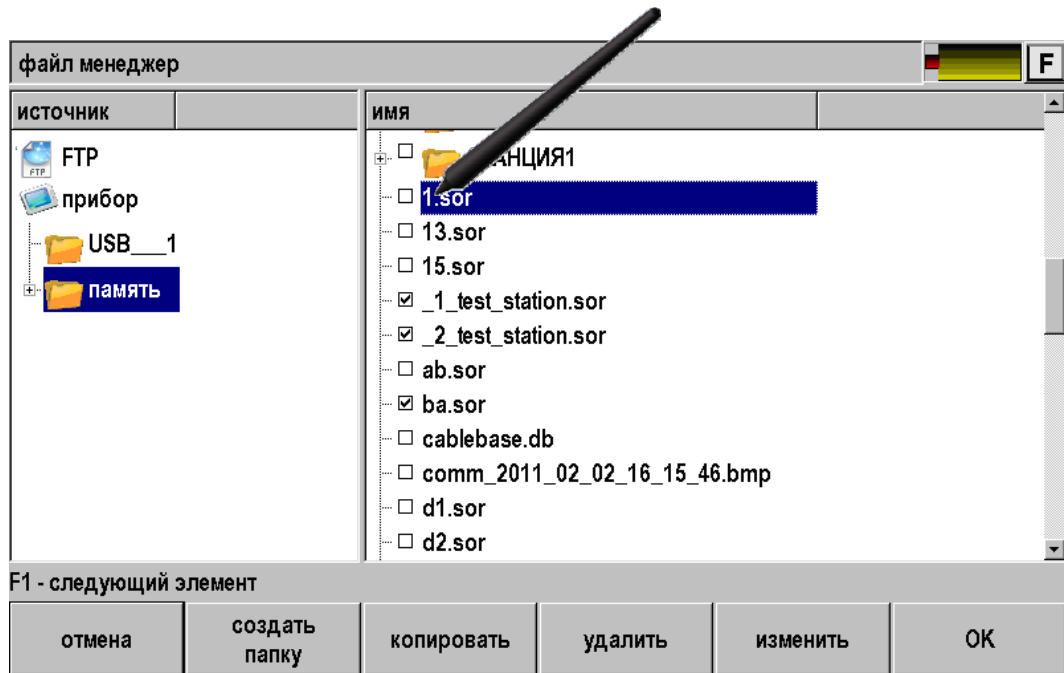 файл менеджер
F
источник
имя
FTP
FTP
прибор
USB___1
память
АНЦИЯ1
1.sor
13.sor
15.sor
_1_test_station.sor
_2_test_station.sor
ab.sor
ba.sor
cablebase.db
comm_2011_02_02_16_15_46.bmp
d1.sor
d2.sor
F1 - следующий элемент
отмена
создать
папку
копировать
удалить
изменить
OK